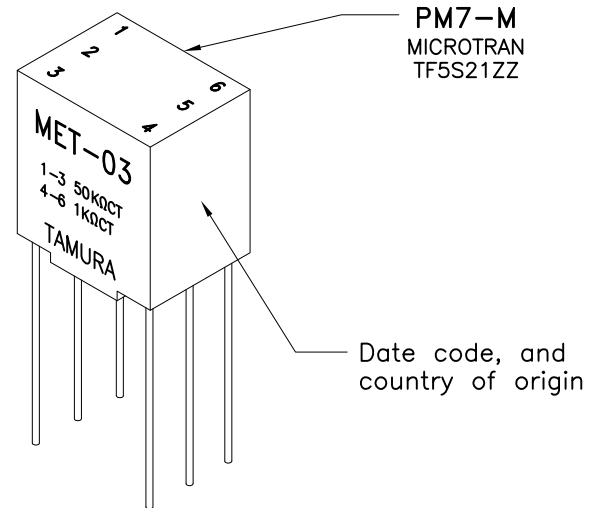 PM7-M
MICROTRAN
TF5S21ZZ
1
2
3
6
5
4
MET-03
1-3 50KΩCT
4-6 1KΩCT
TAMURA
Date code, and
country of origin